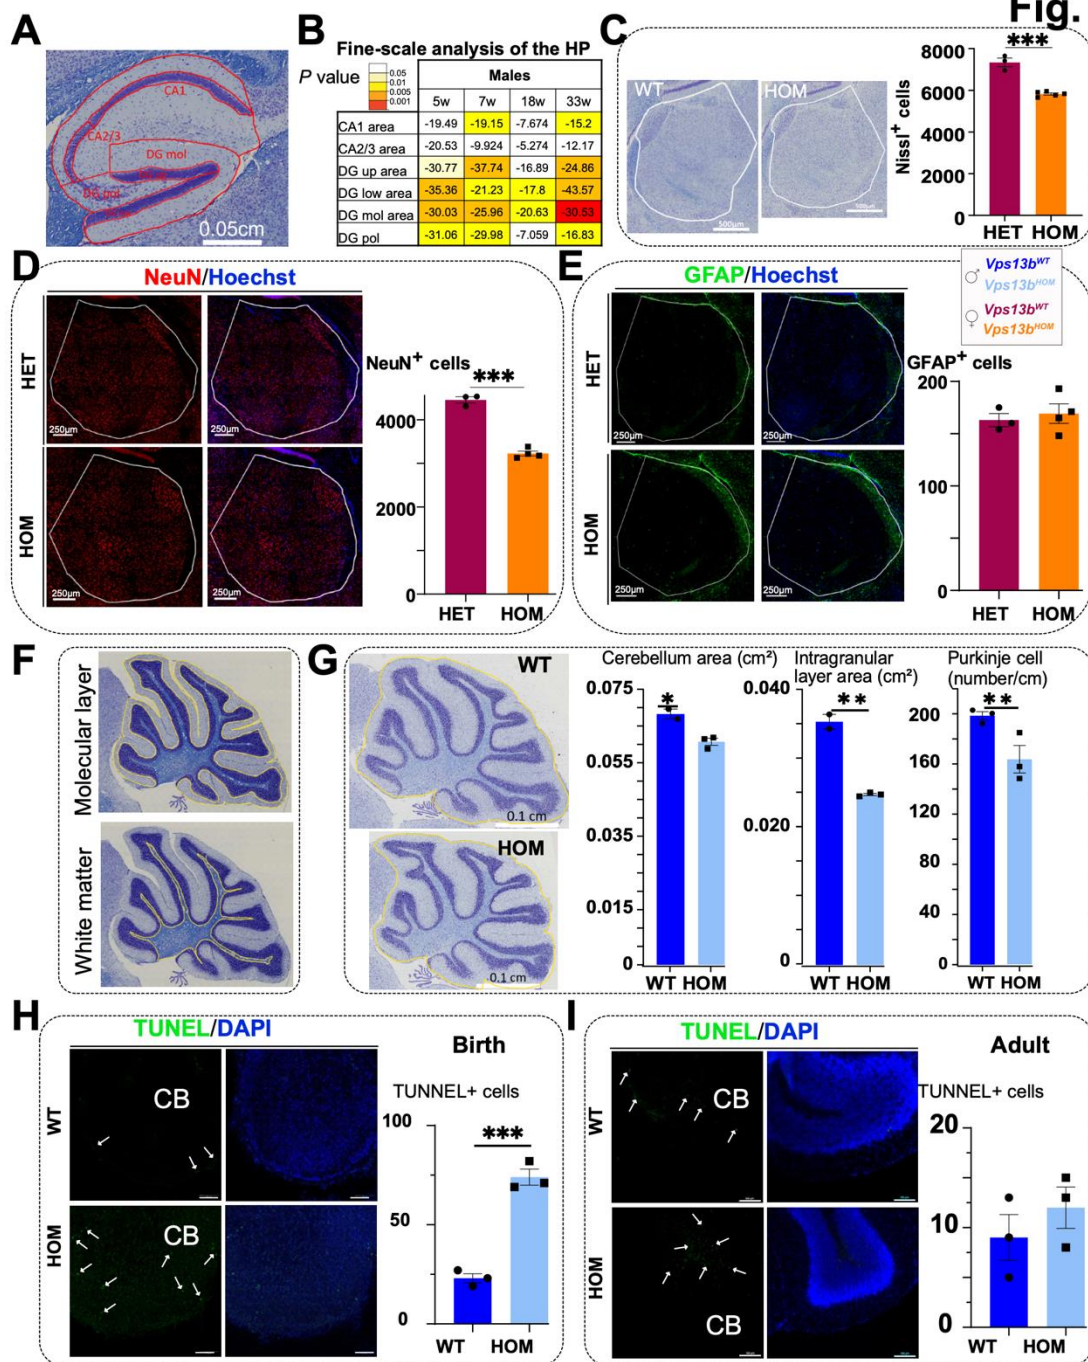 Fig.
A
CA1
CA2/3
DG mol
DG pol
0.05cm
B
Fine-scale analysis of the HP
P value
0.05
0.01
0.005
0.001
Males
5w 7w 18w 33w
CA1 area -19.49 -19.15 -7.674 -15.2
CA2/3 area -20.53 -9.924 -5.274 -12.17
DG up area -30.77 -37.74 -16.89 -24.86
DG low area -35.36 -21.23 -17.8 -43.57
DG mol area -30.03 -25.96 -20.63 -30.53
DG pol -31.06 -29.98 -7.059 -16.83
C
WT
500µm
HOM
500µm
Nissl+ cells
8000
6000
4000
2000
0
***
HET HOM
D
NeuN/Hoechst
HET
250µm
250µm
HOM
250µm
250µm
NeuN+ cells
***
4000
2000
0
HET HOM
E
GFAP/Hoechst
HET
250µm
250µm
HOM
250µm
250µm
♂ Vps13bWT
Vps13bHOM
♀ Vps13bWT
Vps13bHOM
GFAP+ cells
200
150
100
50
0
HET HOM
F
Molecular layer
White matter
G
WT
0.1 cm
HOM
0.1 cm
Cerebellum area (cm²)
0.075
0.055
0.035
0.015
0
*
WT HOM
Intragranular
layer area (cm²)
0.040
0.020
0
**
WT HOM
Purkinje cell
(number/cm)
200
160
120
80
40
0
**
WT HOM
H
TUNEL/DAPI
WT
CB
HOM
CB
Birth
TUNNEL+ cells
100
50
0
***
WT HOM
I
TUNEL/DAPI
WT
CB
HOM
CB
Adult
TUNNEL+ cells
20
10
0
WT HOM